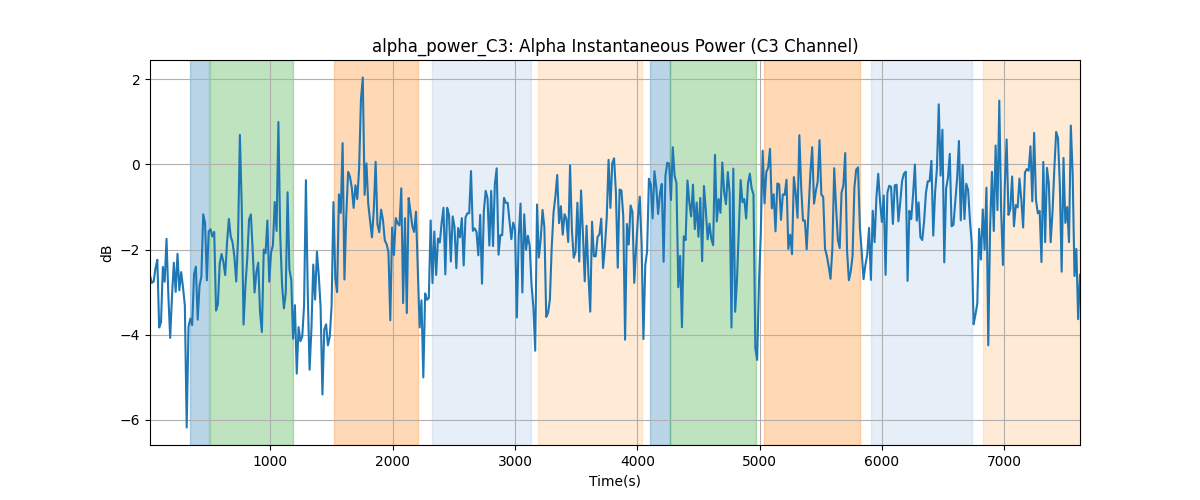 alpha_power_C3: Alpha Instantaneous Power (C3 Channel)
dB
2
0
−2
−4
−6
1000 2000 3000 4000 5000 6000 7000
Time(s)